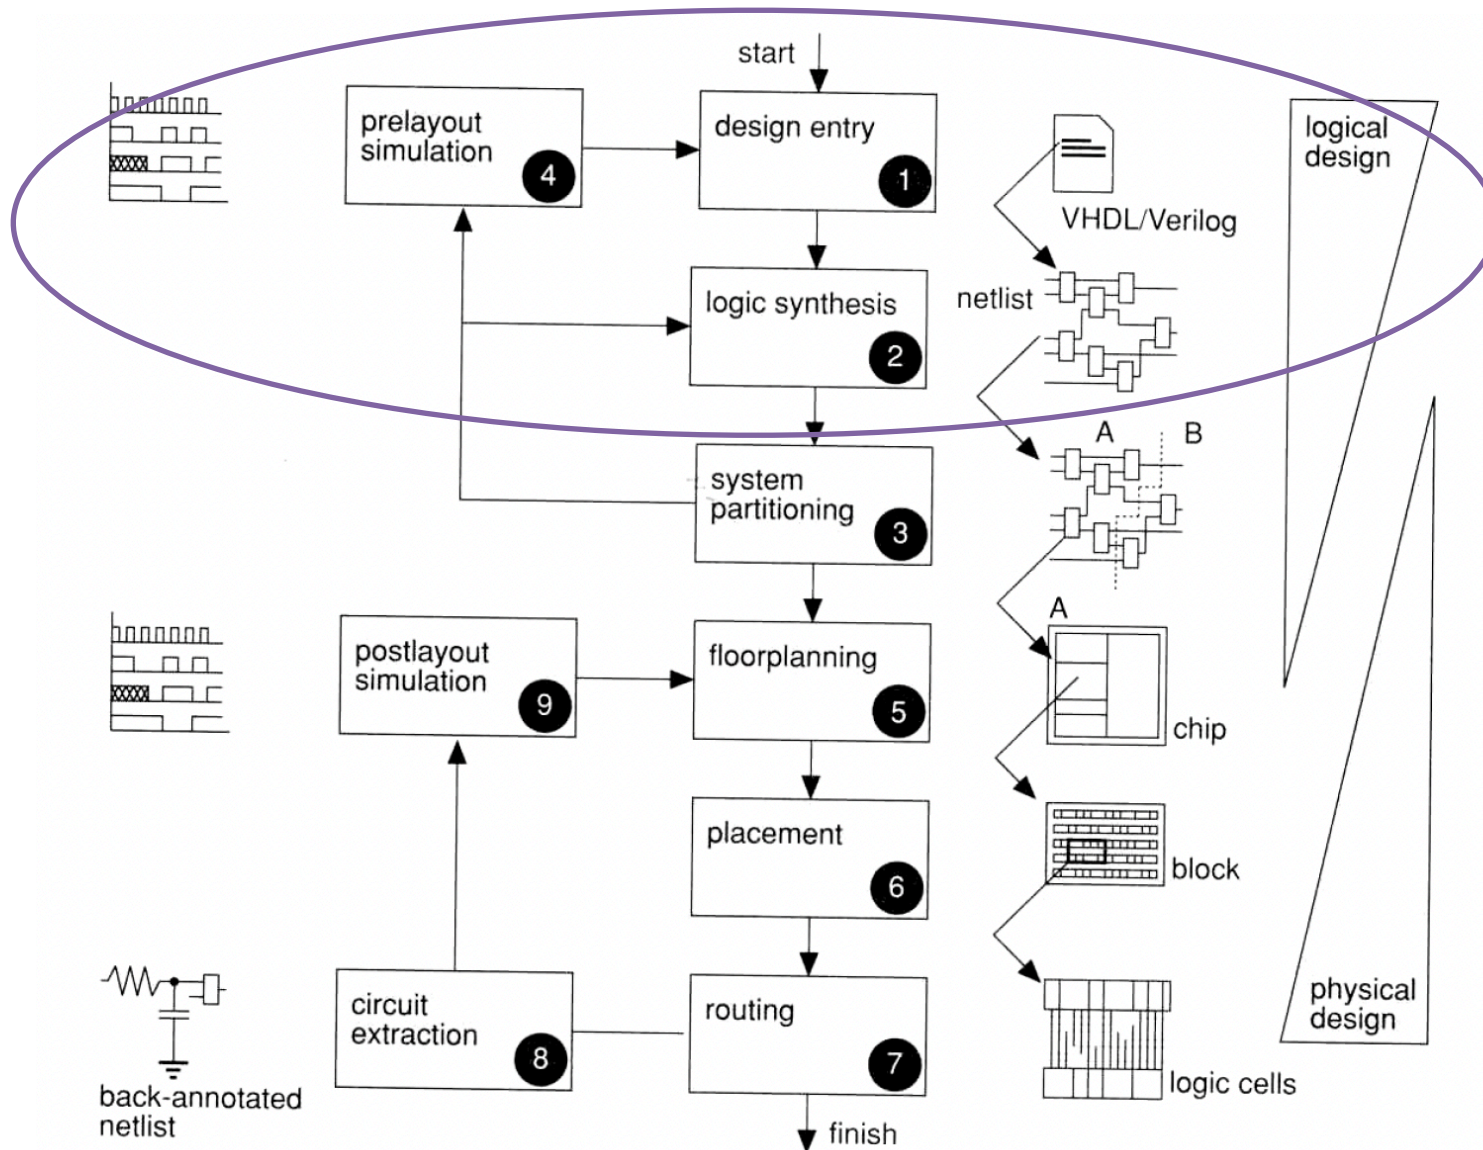 start
prelayout
simulation
4
design entry
1
logical
design
VHDL/Verilog
logic synthesis
2
netlist
A
B
system
partitioning
3
A
postlayout
simulation
9
floorplanning
5
chip
placement
6
block
circuit
extraction
8
routing
7
physical
design
logic cells
back-annotated
netlist
finish